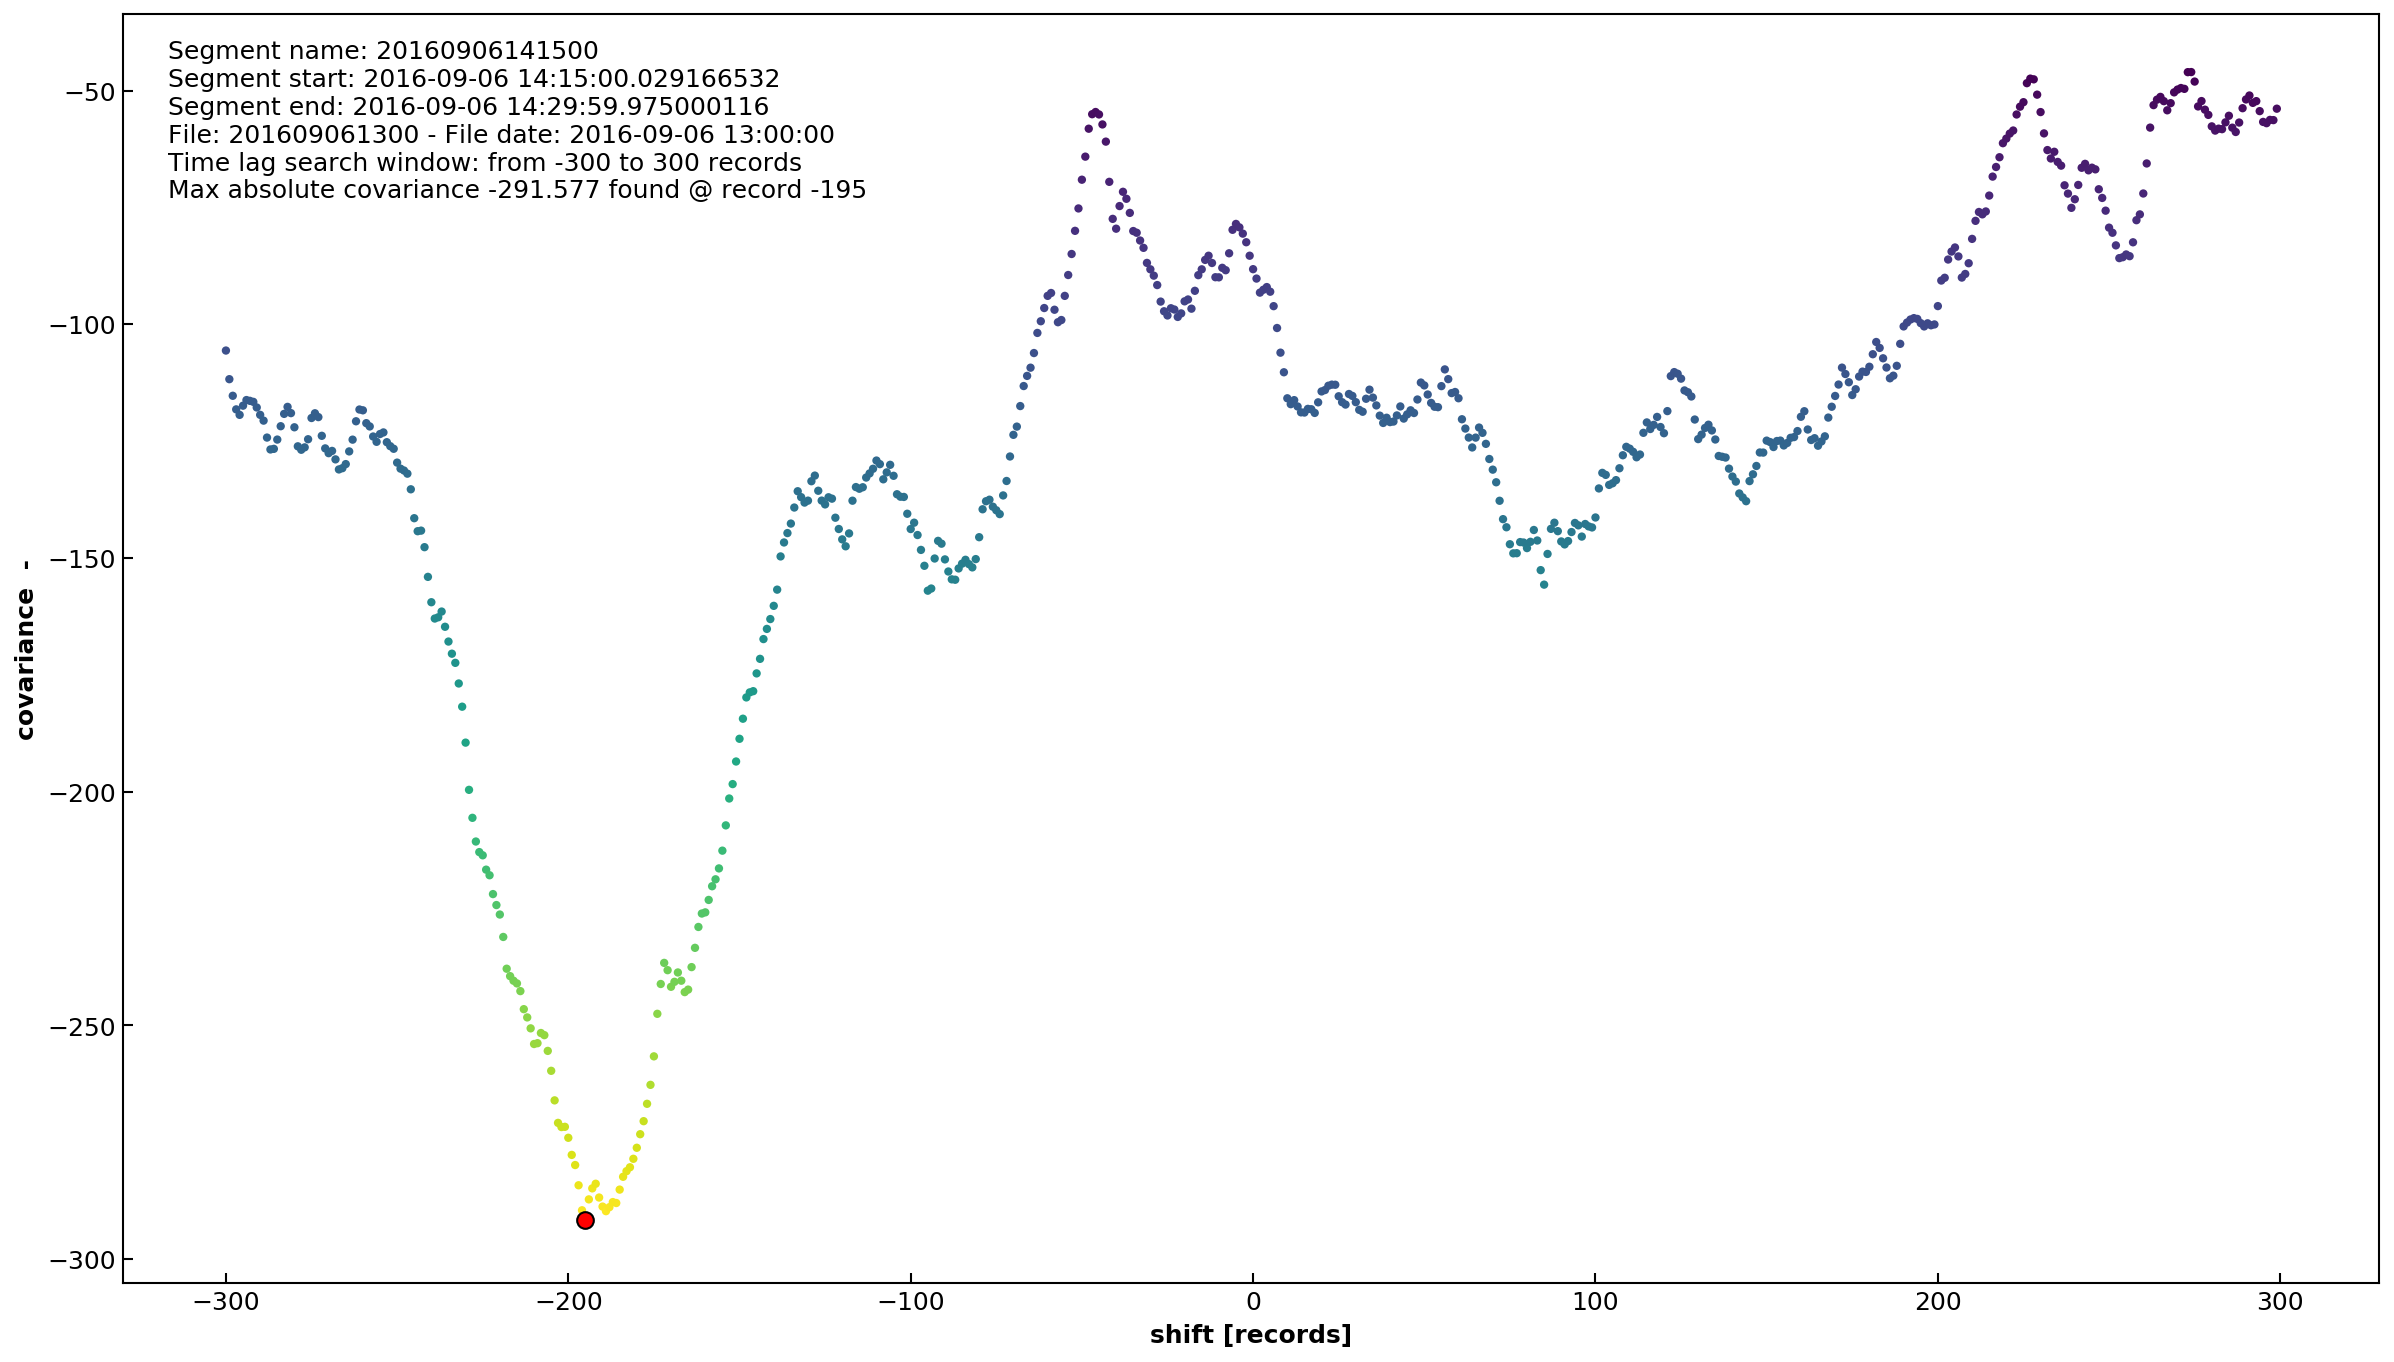 Segment name: 20160906141500
Segment start: 2016-09-06 14:15:00.029166532
Segment end: 2016-09-06 14:29:59.975000116
File: 201609061300 - File date: 2016-09-06 13:00:00
Time lag search window: from -300 to 300 records
Max absolute covariance -291.577 found @ record -195
−50
−100
−150
−200
−250
−300
covariance -
−300 −200 −100 0 100 200 300
shift [records]